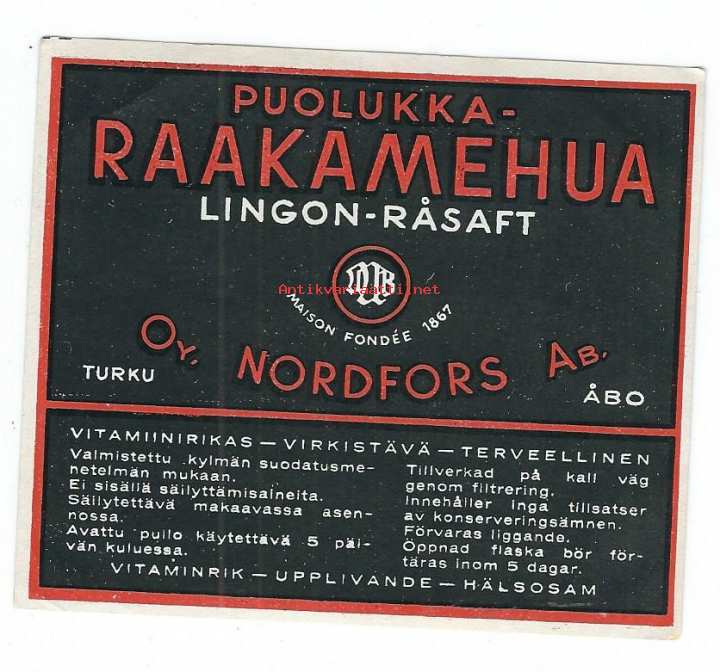 PUOLUKKA-
RAAKAMEHUA
LINGON-RÅSAFT
Antikvariaatti.net
MAISON FONDÉE 1867
OY. NORDFORS AB.
TURKU
ÅBO
VITAMIINIRIKAS — VIRKISTÄVÄ — TERVEELLINEN
Valmistettu kylmän suodatusme-
netelmän mukaan.
Ei sisällä säilyttämisaineita.
Säilytettävä makaavassa asen-
nossa.
Avattu pullo käytettävä 5 päi-
vän kuluessa.
Tillverkad på kall väg
genom filtrering.
Innehåller inga tillsatser
av konserveringsämnen.
Förvaras liggande.
Öppnad flaska bör för-
täras inom 5 dagar.
VITAMINRIK — UPPLIVANDE — HÄLSOSAM